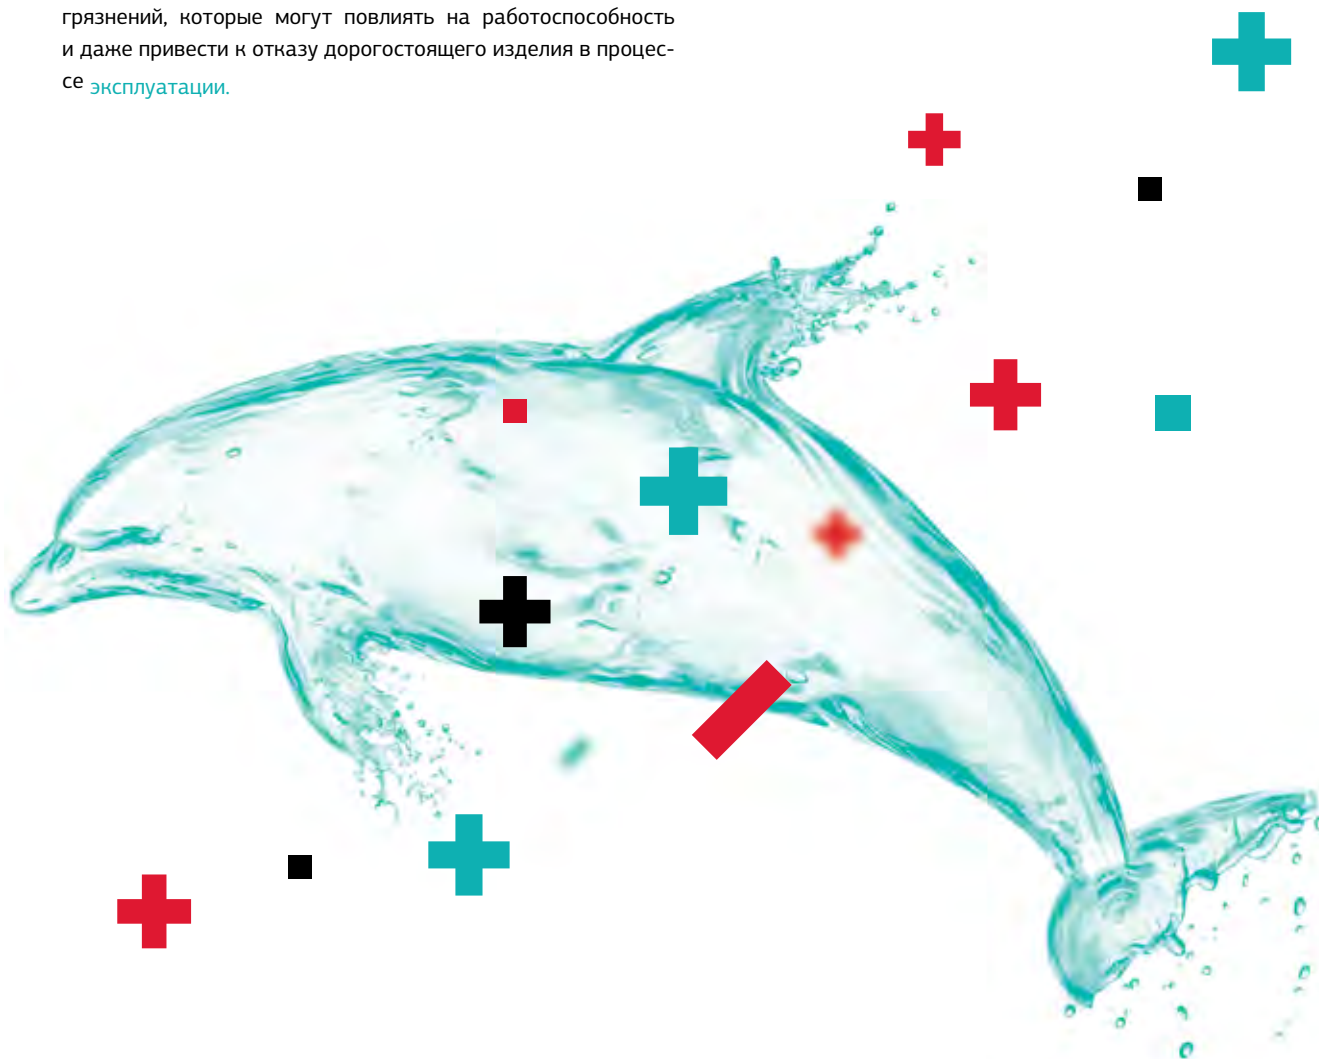 грязнений, которые могут повлиять на работоспособность
и даже привести к отказу дорогостоящего изделия в процес-
се эксплуатации.